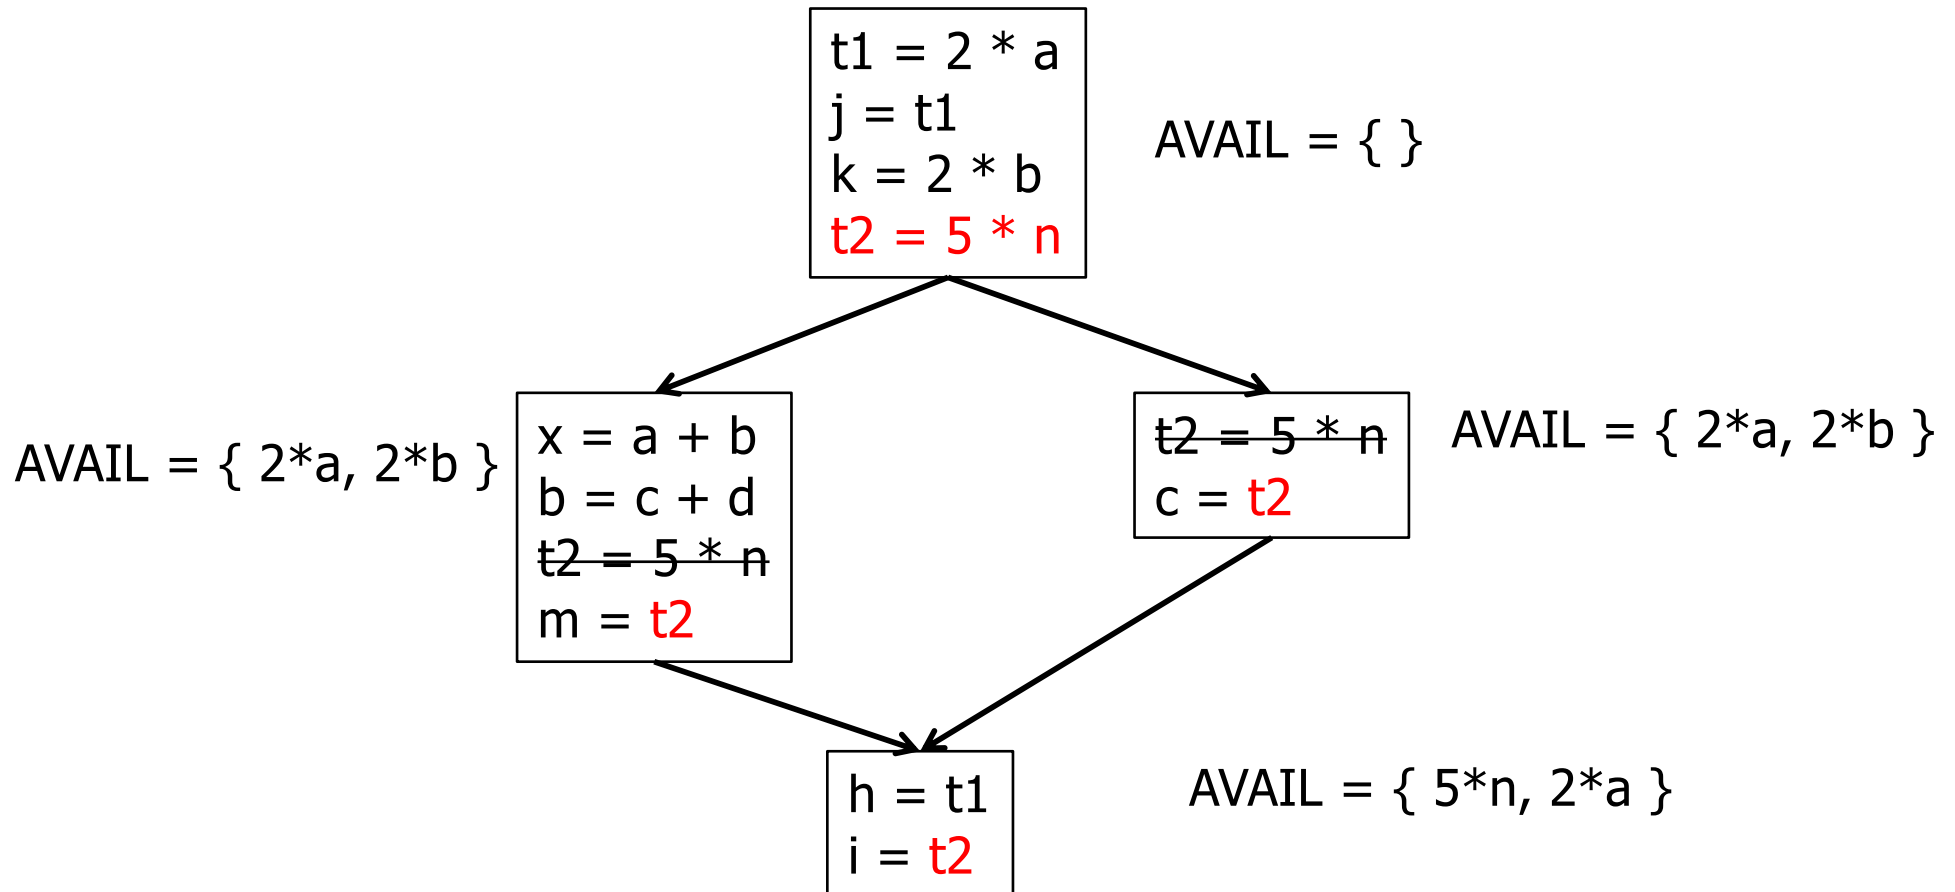 t1 = 2 * a
j = t1
k = 2 * b
t2 = 5 * n
AVAIL = { }
AVAIL = { 2*a, 2*b }
x = a + b
b = c + d
t2 = 5 * n
m = t2
t2 = 5 * n
c = t2
AVAIL = { 2*a, 2*b }
h = t1
i = t2
AVAIL = { 5*n, 2*a }